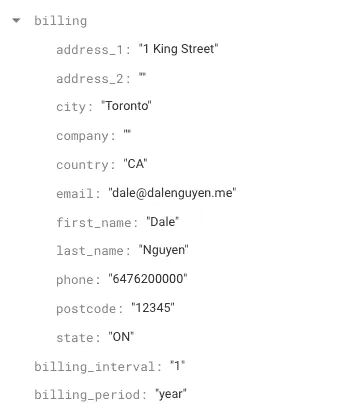 billing
address_1: "1 King Street"
address_2: ""
city: "Toronto"
company: ""
country: "CA"
email: "dale@dalenguyen.me"
first_name: "Dale"
last_name: "Nguyen"
phone: "6476200000"
postcode: "12345"
state: "ON"
billing_interval: "1"
billing_period: "year"